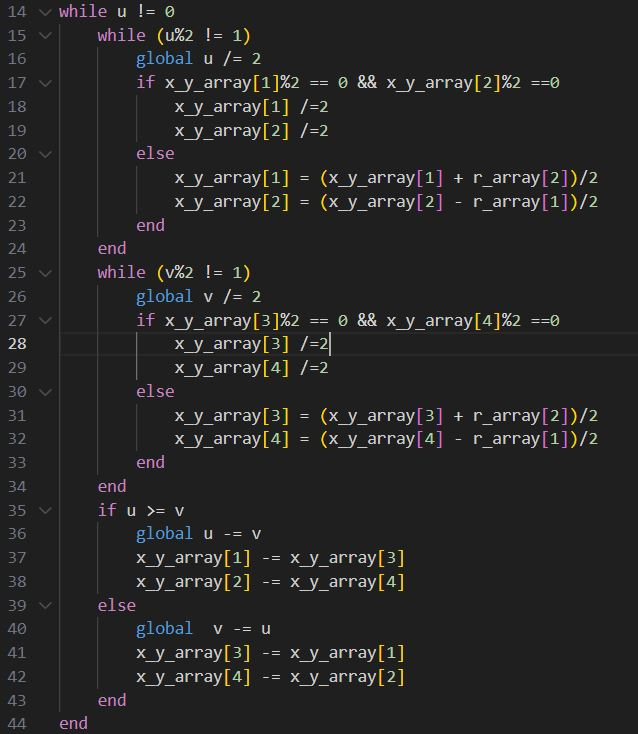 14 while u != 0
15 while (u%2 != 1)
16 global u /= 2
17 if x_y_array[1]%2 == 0 && x_y_array[2]%2 ==0
18 x_y_array[1] /=2
19 x_y_array[2] /=2
20 else
21 x_y_array[1] = (x_y_array[1] + r_array[2])/2
22 x_y_array[2] = (x_y_array[2] - r_array[1])/2
23 end
24 end
25 while (v%2 != 1)
26 global v /= 2
27 if x_y_array[3]%2 == 0 && x_y_array[4]%2 ==0
28 x_y_array[3] /=2
29 x_y_array[4] /=2
30 else
31 x_y_array[3] = (x_y_array[3] + r_array[2])/2
32 x_y_array[4] = (x_y_array[4] - r_array[1])/2
33 end
34 end
35 if u >= v
36 global u -= v
37 x_y_array[1] -= x_y_array[3]
38 x_y_array[2] -= x_y_array[4]
39 else
40 global  v -= u
41 x_y_array[3] -= x_y_array[1]
42 x_y_array[4] -= x_y_array[2]
43 end
44 end